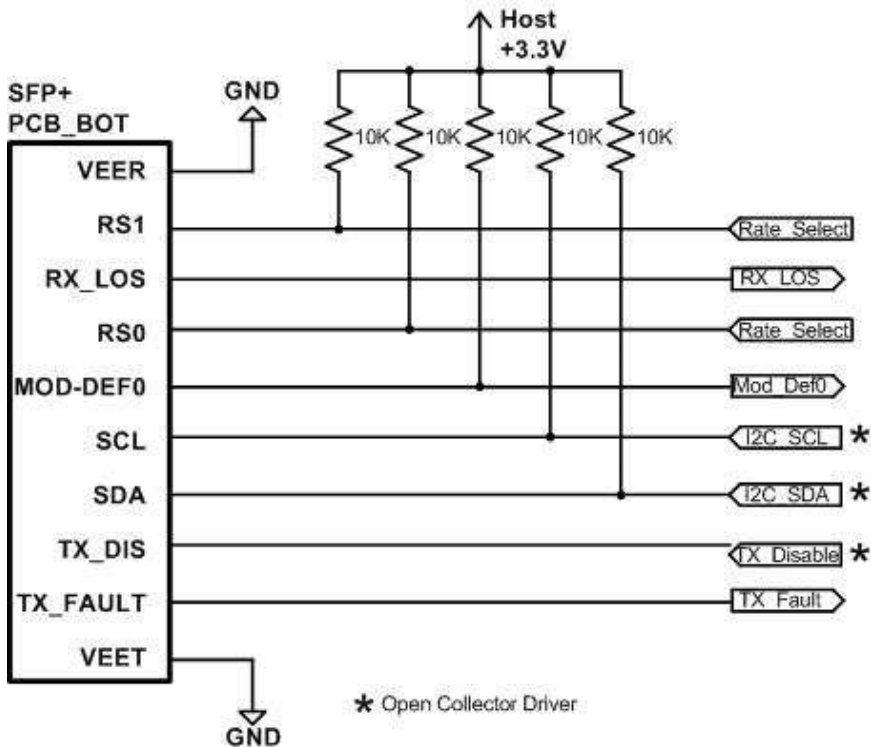 Host
+3.3V
SFP+
PCB_BOT
GND
10K 10K 10K 10K 10K
VEER
RS1 Rate_Select
RX_LOS RX_LOS
RS0 Rate_Select
MOD-DEF0 Mod_Def0
SCL I2C_SCL *
SDA I2C_SDA *
TX_DIS TX_Disable *
TX_FAULT TX_Fault
VEET
* Open Collector Driver
GND